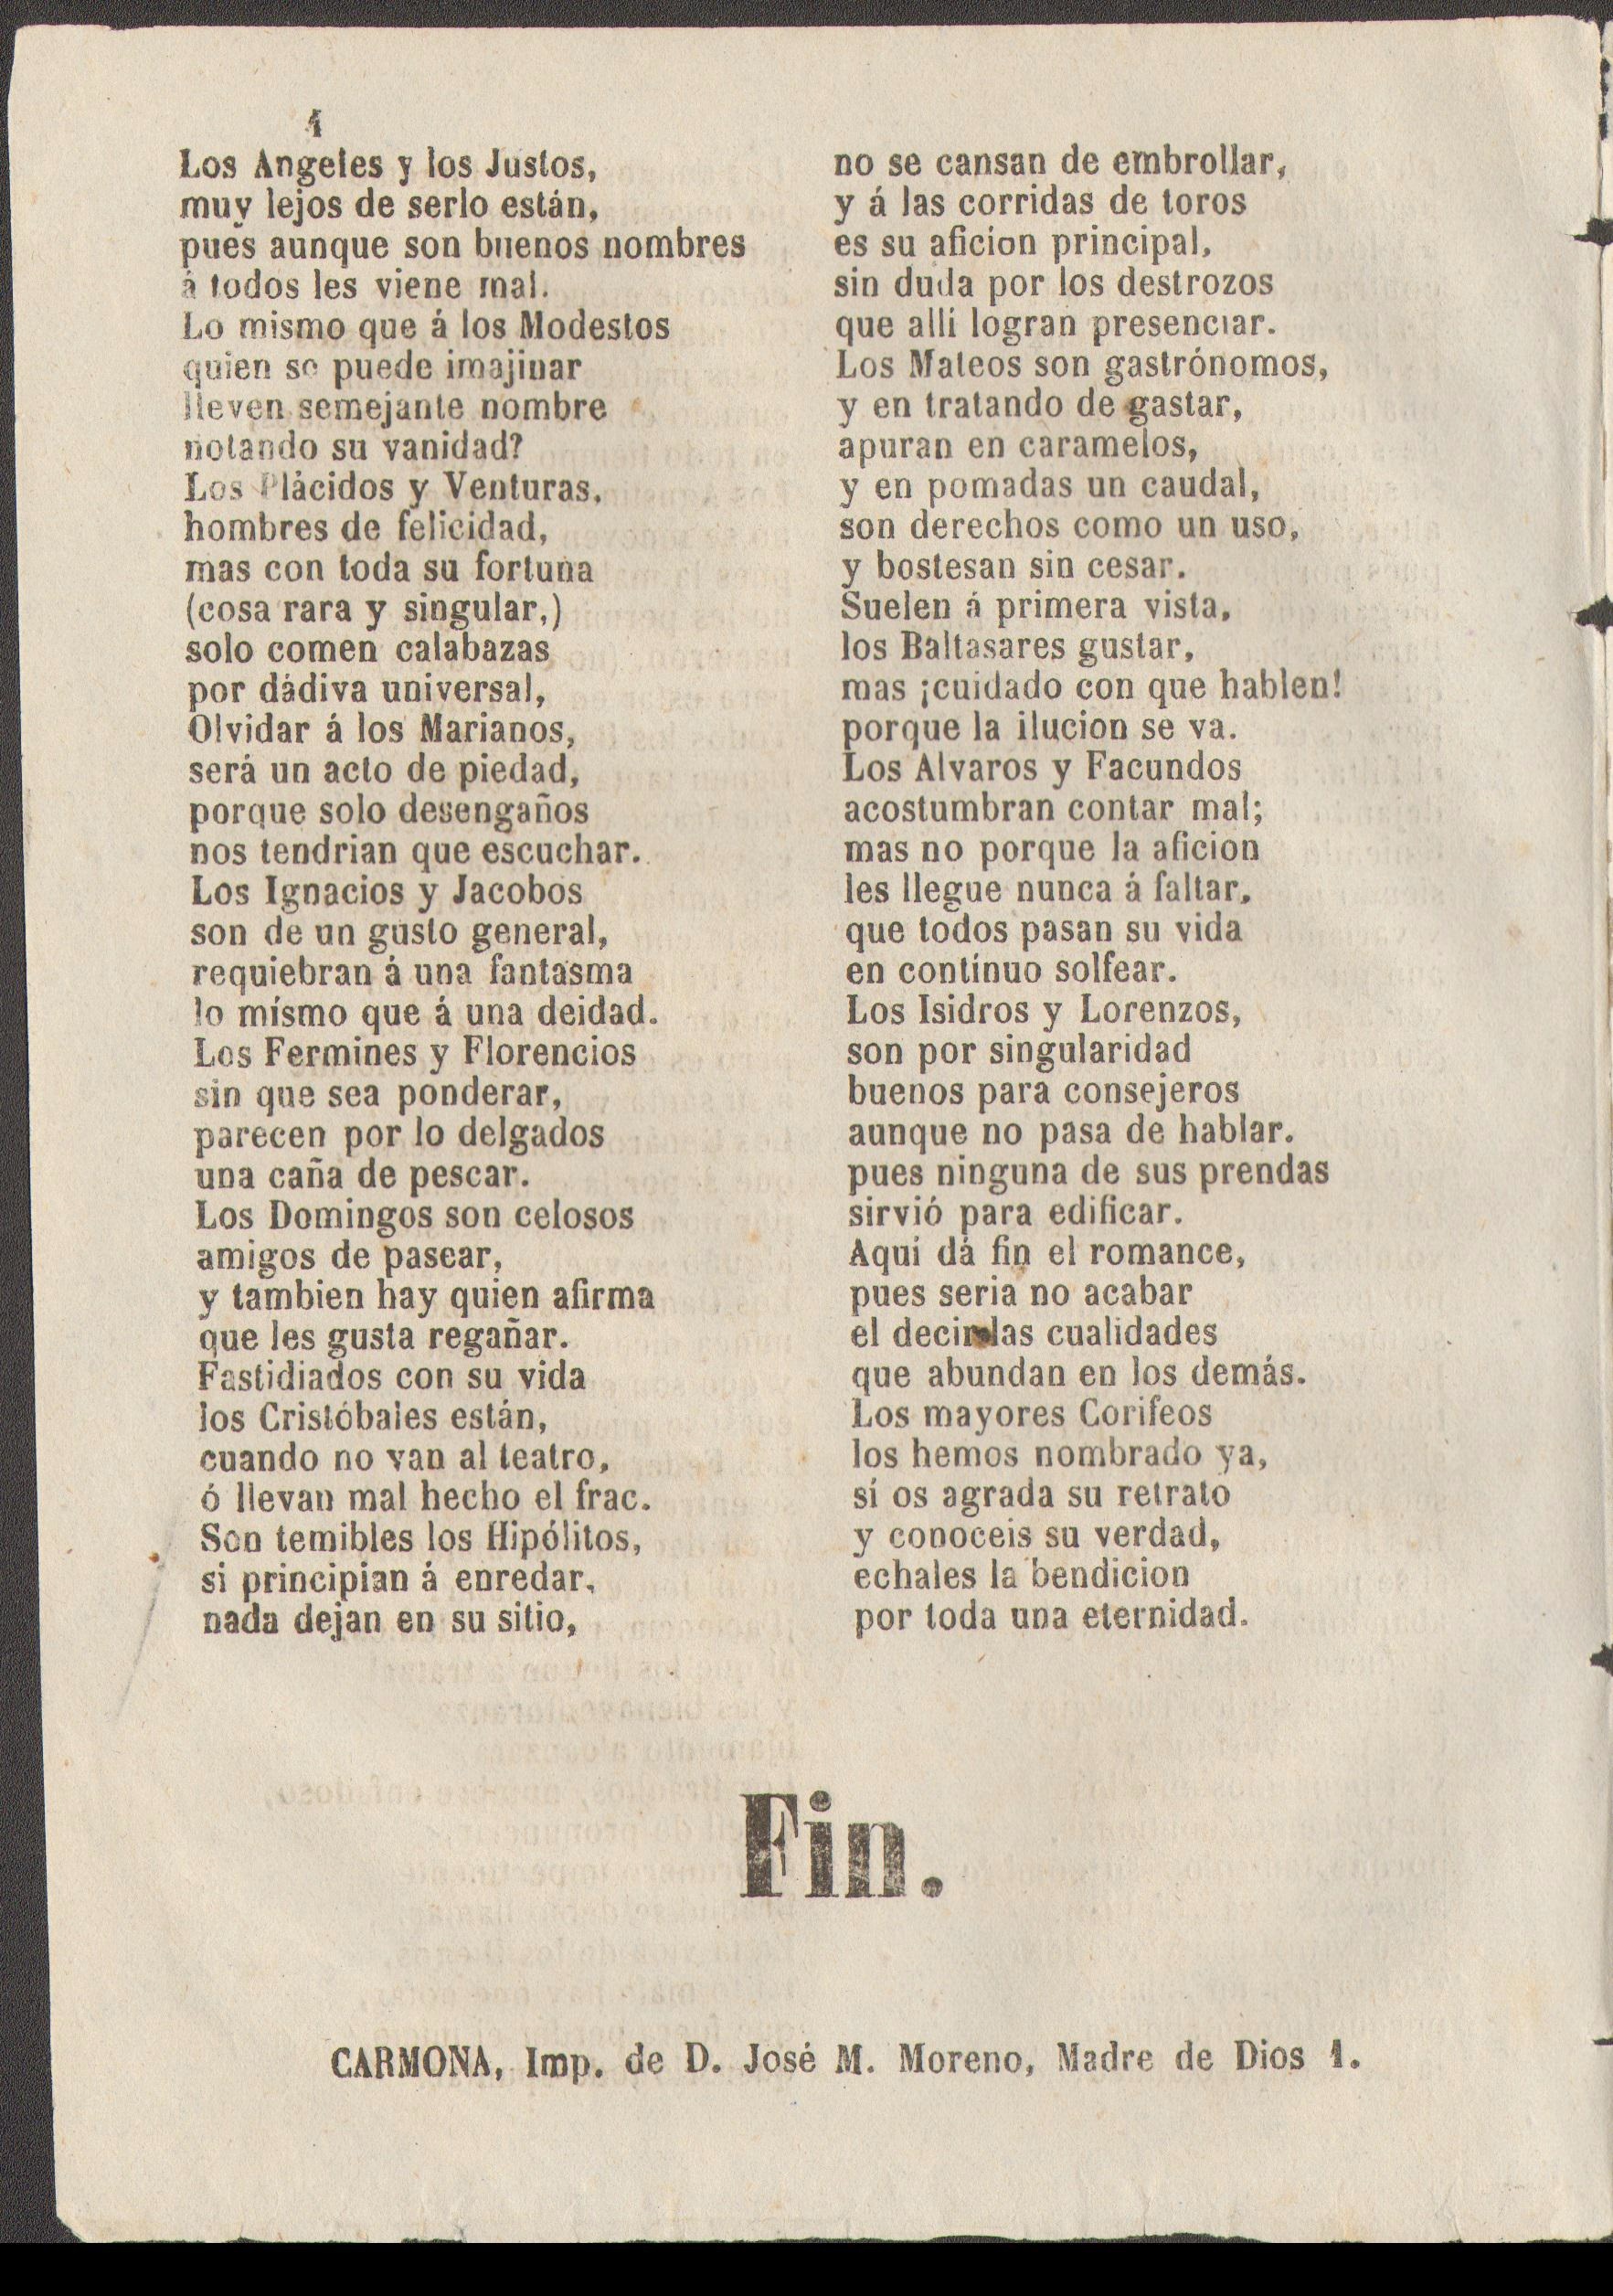 4
Los Angeles y los Justos,
muy lejos de serlo están,
pues aunque son buenos nombres
á todos les viene mal.
Lo mismo que á los Modestos
quien se puede imajinar
lleven semejante nombre
notando su vanidad?
Los Plácidos y Venturas,
hombres de felicidad,
mas con toda su fortuna
(cosa rara y singular,)
solo comen calabazas
por dádiva universal,
Olvidar á los Marianos,
será un acto de piedad,
porque solo desengaños
nos tendrian que escuchar.
Los Ignacios y Jacobos
son de un gusto general,
requiebran á una fantasma
lo mísmo que á una deidad.
Los Fermines y Florencios
sin que sea ponderar,
parecen por lo delgados
una caña de pescar.
Los Domingos son celosos
amigos de pasear,
y tambien hay quien afirma
que les gusta regañar.
Fastidiados con su vida
los Cristóbales están,
cuando no van al teatro,
ó llevan mal hecho el frac.
Son temibles los Hipólitos,
si principian á enredar,
nada dejan en su sitio,
no se cansan de embrollar,
y á las corridas de toros
es su aficion principal,
sin duda por los destrozos
que alli logran presenciar.
Los Mateos son gastrónomos,
y en tratando de gastar,
apuran en caramelos,
y en pomadas un caudal,
son derechos como un uso,
y bostesan sin cesar.
Suelen á primera vista,
los Baltasares gustar,
mas ¡cuidado con que hablen!
porque la ilucion se va.
Los Alvaros y Facundos
acostumbran contar mal;
mas no porque la aficion
les llegue nunca á faltar,
que todos pasan su vida
en contínuo solfear.
Los Isidros y Lorenzos,
son por singularidad
buenos para consejeros
aunque no pasa de hablar.
pues ninguna de sus prendas
sirvió para edificar.
Aqui dá fin el romance,
pues seria no acabar
el decir las cualidades
que abundan en los demás.
Los mayores Corifeos
los hemos nombrado ya,
sí os agrada su retrato
y conoceis su verdad,
echales la bendicion
por toda una eternidad.
Fin.
CARMONA, Imp. de D. José M. Moreno, Madre de Dios 1.